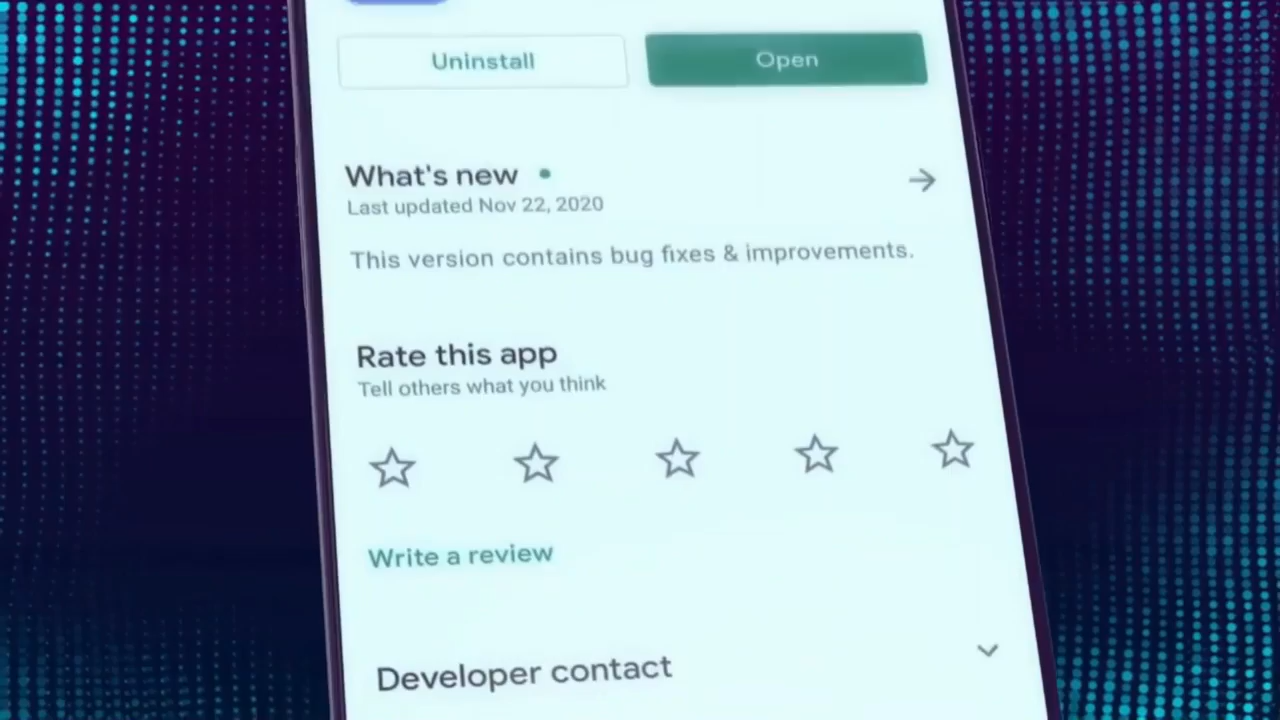 Uninstall
Open
What's new
Last updated Nov 22, 2020
This version contains bug fixes & improvements.
Rate this app
Tell others what you think
Write a review
Developer contact